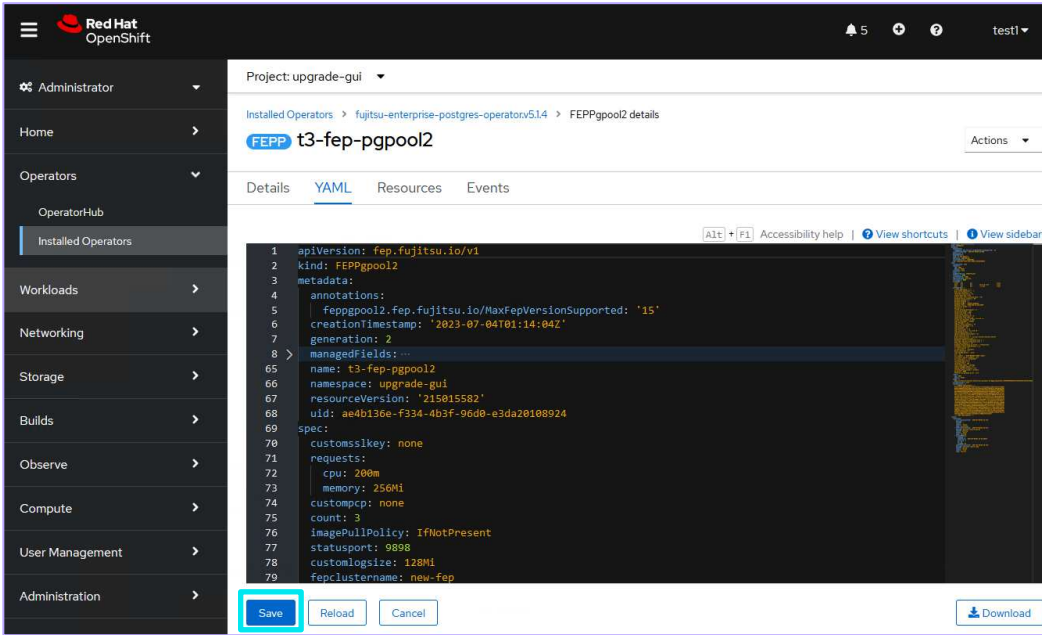 Red Hat
OpenShift
5
test1
Administrator
Home
Operators
OperatorHub
Installed Operators
Workloads
Networking
Storage
Builds
Observe
Compute
User Management
Administration
Project: upgrade-gui
Installed Operators > fujitsu-enterprise-postgres-operator.v5.1.4 > FEPPgpool2 details
FEPP t3-fep-pgpool2
Actions
Details YAML Resources Events
Alt + F1 Accessibility help | View shortcuts | View sidebar
1 apiVersion: fep.fujitsu.io/v1
2 kind: FEPPgpool2
3 metadata:
4 annotations:
5 feppgpool2.fep.fujitsu.io/MaxFepVersionSupported: '15'
6 creationTimestamp: '2023-07-04T01:14:04Z'
7 generation: 2
8 managedFields: ...
65 name: t3-fep-pgpool2
66 namespace: upgrade-gui
67 resourceVersion: '215015582'
68 uid: ae4b136e-f334-4b3f-96d0-e3da20108924
69 spec:
70 customsslkey: none
71 requests:
72 cpu: 200m
73 memory: 256Mi
74 custompcp: none
75 count: 3
76 imagePullPolicy: IfNotPresent
77 statusport: 9898
78 customlogsize: 128Mi
79 fepclustername: new-fep
Save Reload Cancel Download